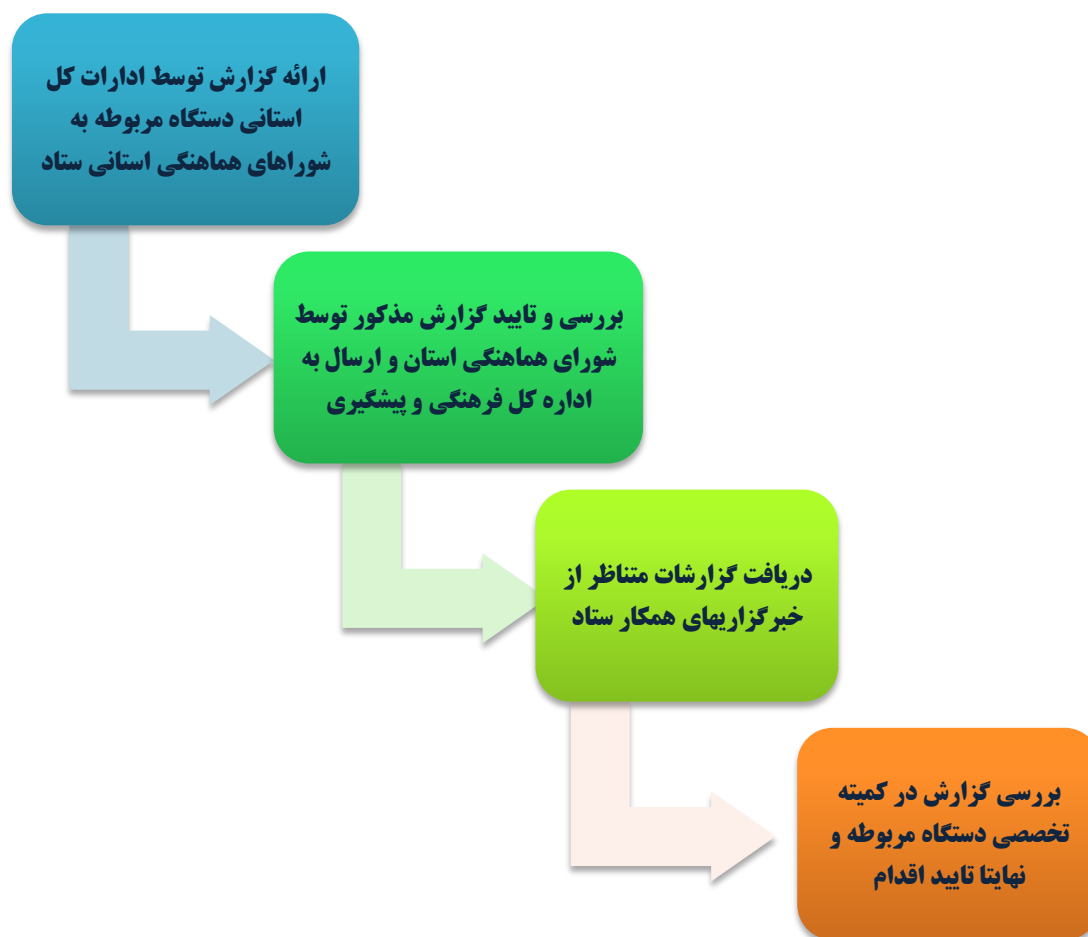 ارائه گزارش توسط ادارات کل
استانی دستگاه مربوطه به
شوراهای هماهنگی استانی ستاد
بررسی و تایید گزارش مذکور توسط
شورای هماهنگی استان و ارسال به
اداره کل فرهنگی و پیشگیری
دریافت گزارشات متناظر از
خبرگزاریهای همکار ستاد
بررسی گزارش در کمیته
تخصصی دستگاه مربوطه و
نهایتا تایید اقدام